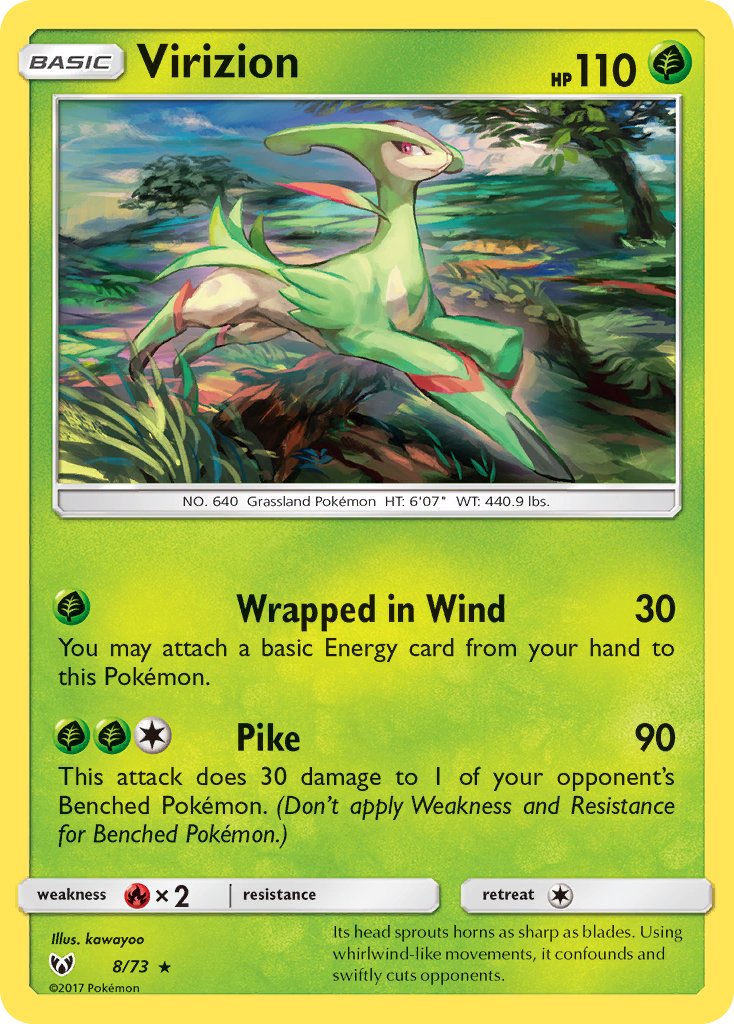 BASIC Virizion HP 110
NO. 640 Grassland Pokémon HT: 6'07" WT: 440.9 lbs.
Wrapped in Wind 30
You may attach a basic Energy card from your hand to
this Pokémon.
Pike 90
This attack does 30 damage to 1 of your opponent's
Benched Pokémon. (Don't apply Weakness and Resistance
for Benched Pokémon.)
weakness × 2 resistance retreat
Illus. kawayoo
8/73 ★
©2017 Pokémon
Its head sprouts horns as sharp as blades. Using
whirlwind-like movements, it confounds and
swiftly cuts opponents.